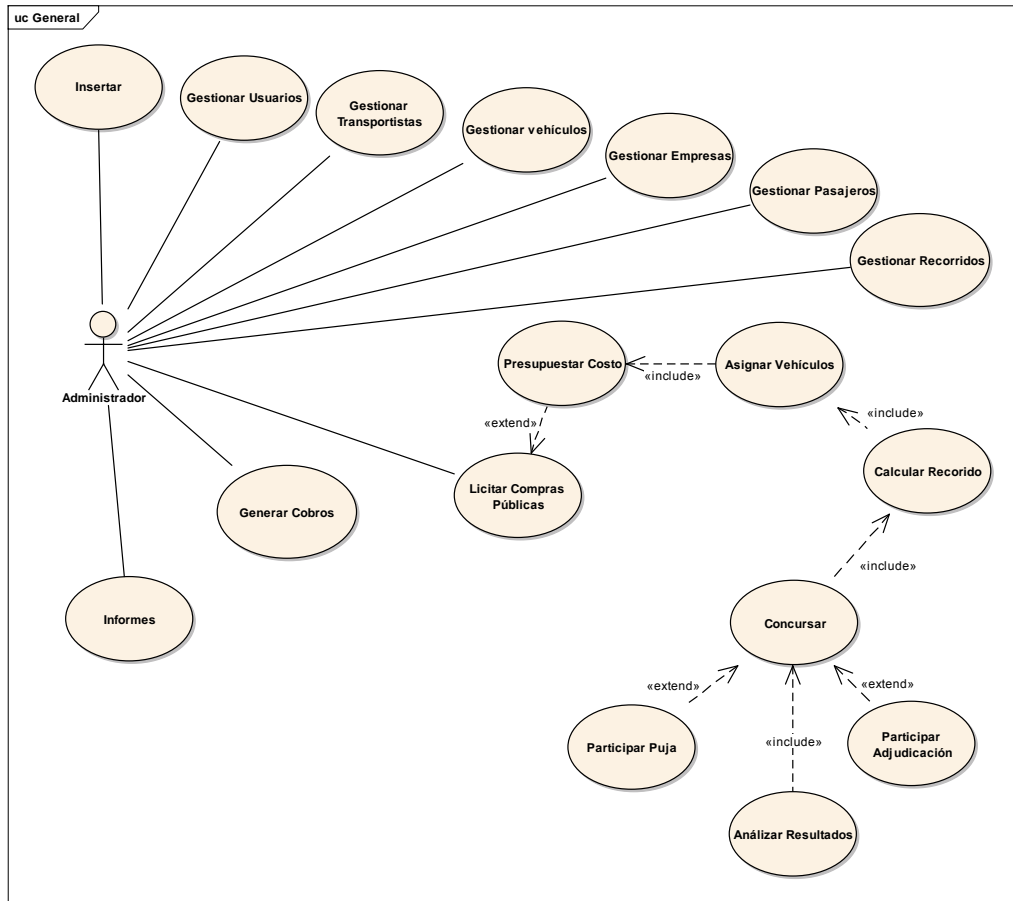 uc General
Insertar
Gestionar Usuarios
Gestionar
Transportistas
Gestionar vehículos
Gestionar Empresas
Gestionar Pasajeros
Gestionar Recorridos
Administrador
Presupuestar Costo
«include»
Asignar Vehículos
«extend»
«include»
Licitar Compras
Públicas
Calcular Recorido
Generar Cobros
«include»
Informes
Concursar
«extend»
«extend»
Participar Puja
«include»
Participar
Adjudicación
Análizar Resultados